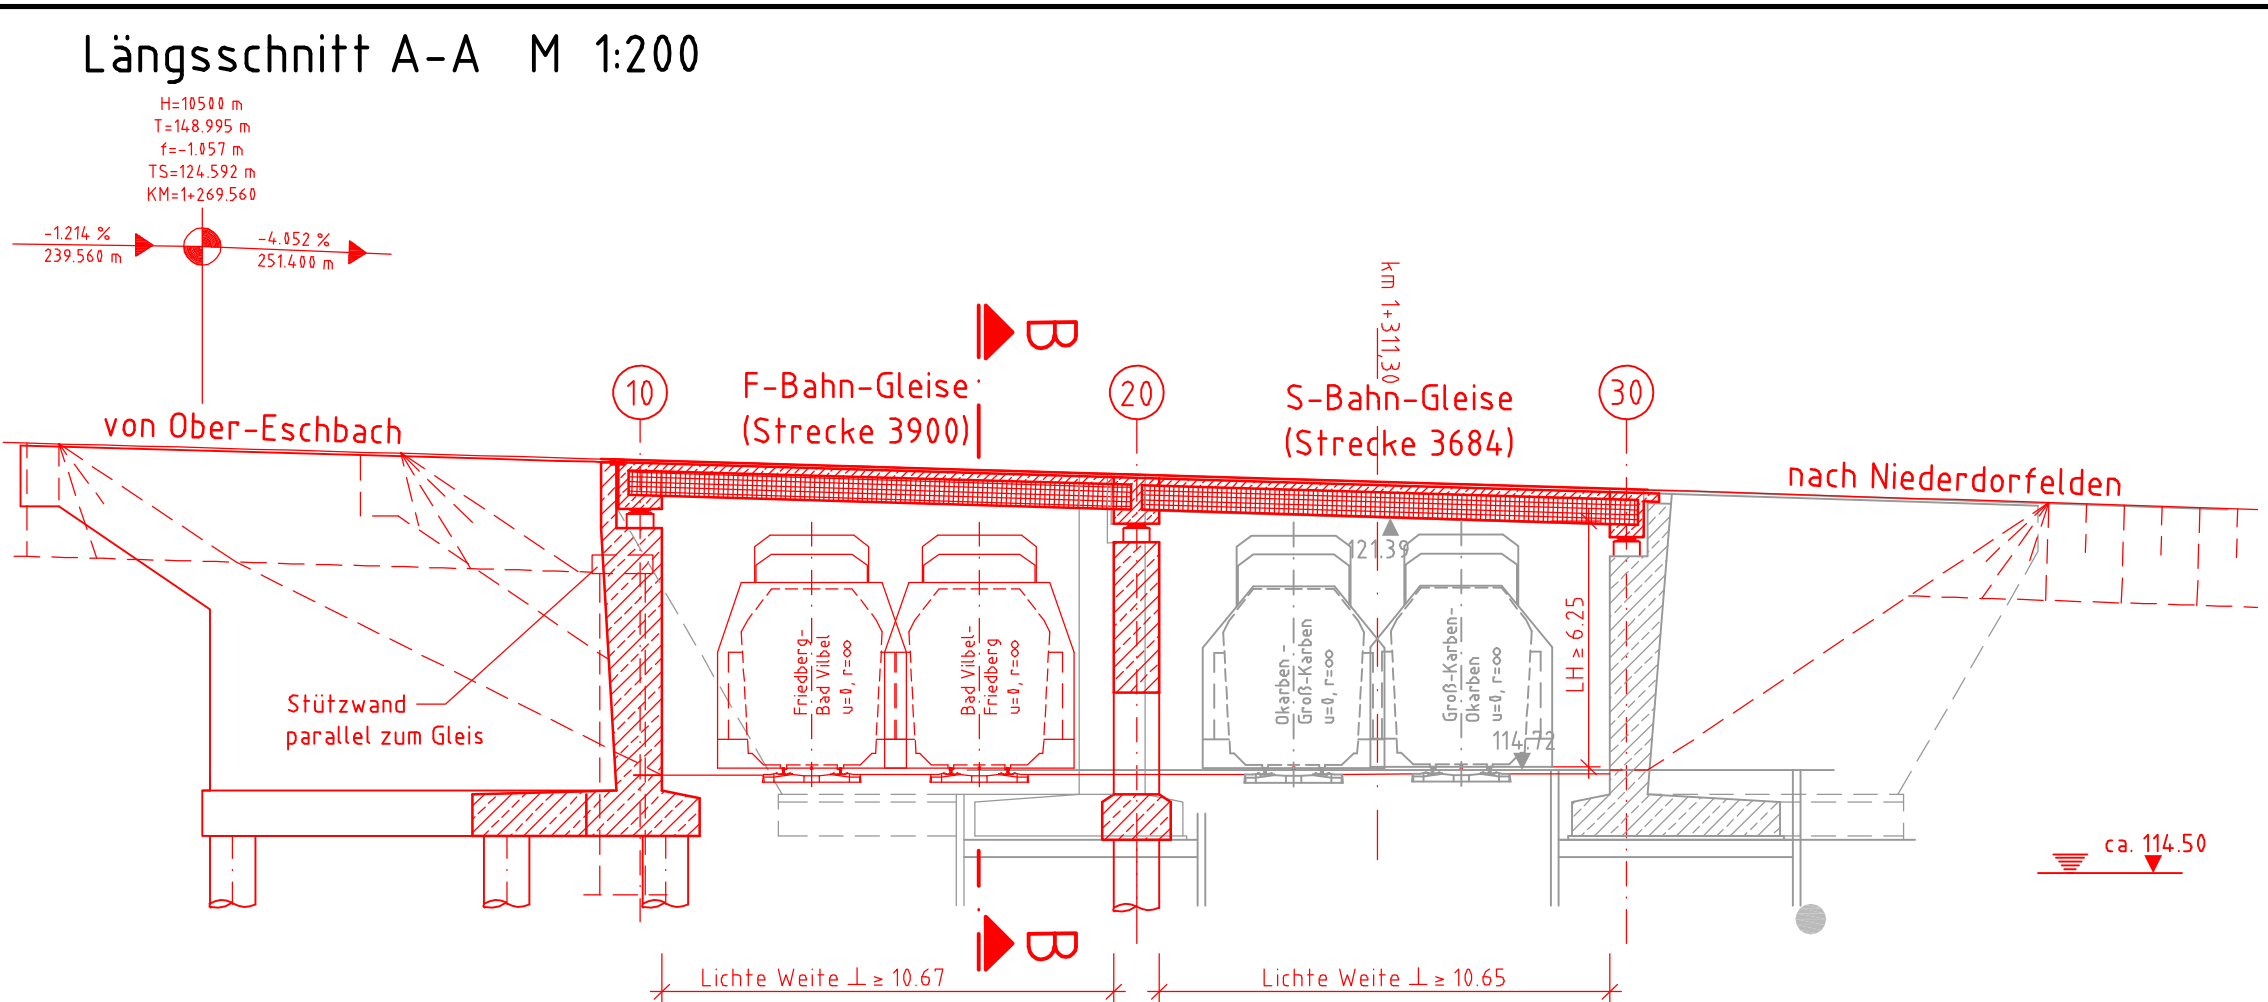 Längsschnitt A-A M 1:200
H=10500 m
T=148.995 m
f=-1.057 m
TS=124.592 m
KM=1+269.560
-1.214 %
239.560 m
-4.052 %
251.400 m
km 1+311,30
B
10
F-Bahn-Gleise
(Strecke 3900)
20
S-Bahn-Gleise
(Strecke 3684)
30
von Ober-Eschbach
nach Niederdorfelden
121.39
LH ≥ 6.25
Friedberg-
Bad Vilbel
u=0, r=∞
Bad Vilbel-
Friedberg
u=0, r=∞
Okarben -
Groß-Karben
u=0, r=∞
Groß-Karben-
Okarben
u=0, r=∞
114.72
Stützwand
parallel zum Gleis
ca. 114.50
B
Lichte Weite ⊥ ≥ 10.67
Lichte Weite ⊥ ≥ 10.65